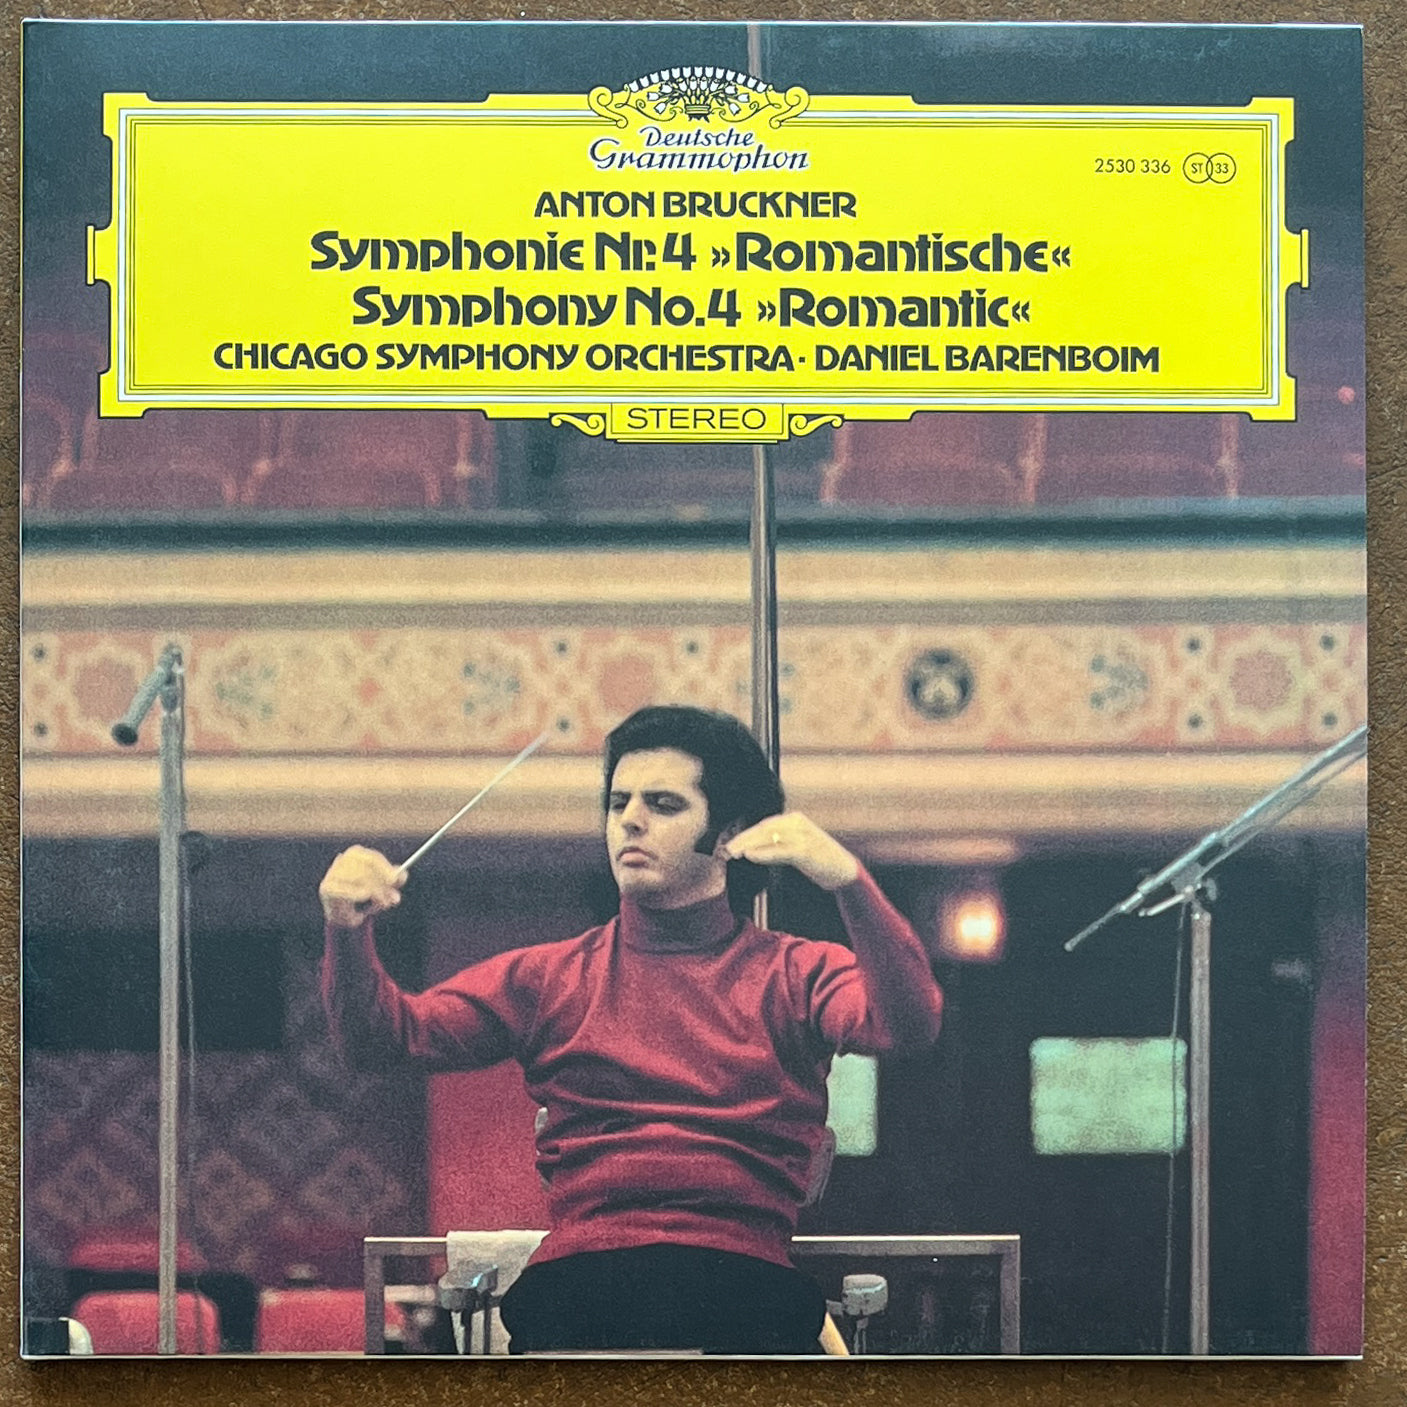 Deutsche
Grammophon
2530 336 ST 33
ANTON BRUCKNER
Symphonie Nr. 4 »Romantische«
Symphony No. 4 »Romantic«
CHICAGO SYMPHONY ORCHESTRA · DANIEL BARENBOIM
STEREO